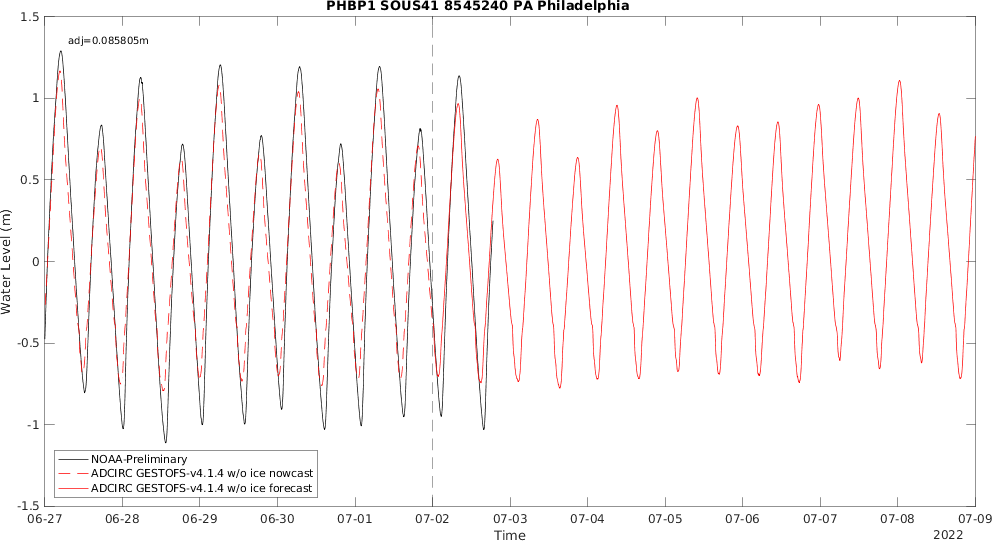 PHBP1 SOUS41 8545240 PA Philadelphia
adj=0.085805m
1.5
1
0.5
0
-0.5
-1
-1.5
Water Level (m)
NOAA-Preliminary
ADCIRC GESTOFS-v4.1.4 w/o ice nowcast
ADCIRC GESTOFS-v4.1.4 w/o ice forecast
06-27 06-28 06-29 06-30 07-01 07-02 07-03 07-04 07-05 07-06 07-07 07-08 07-09
Time
2022